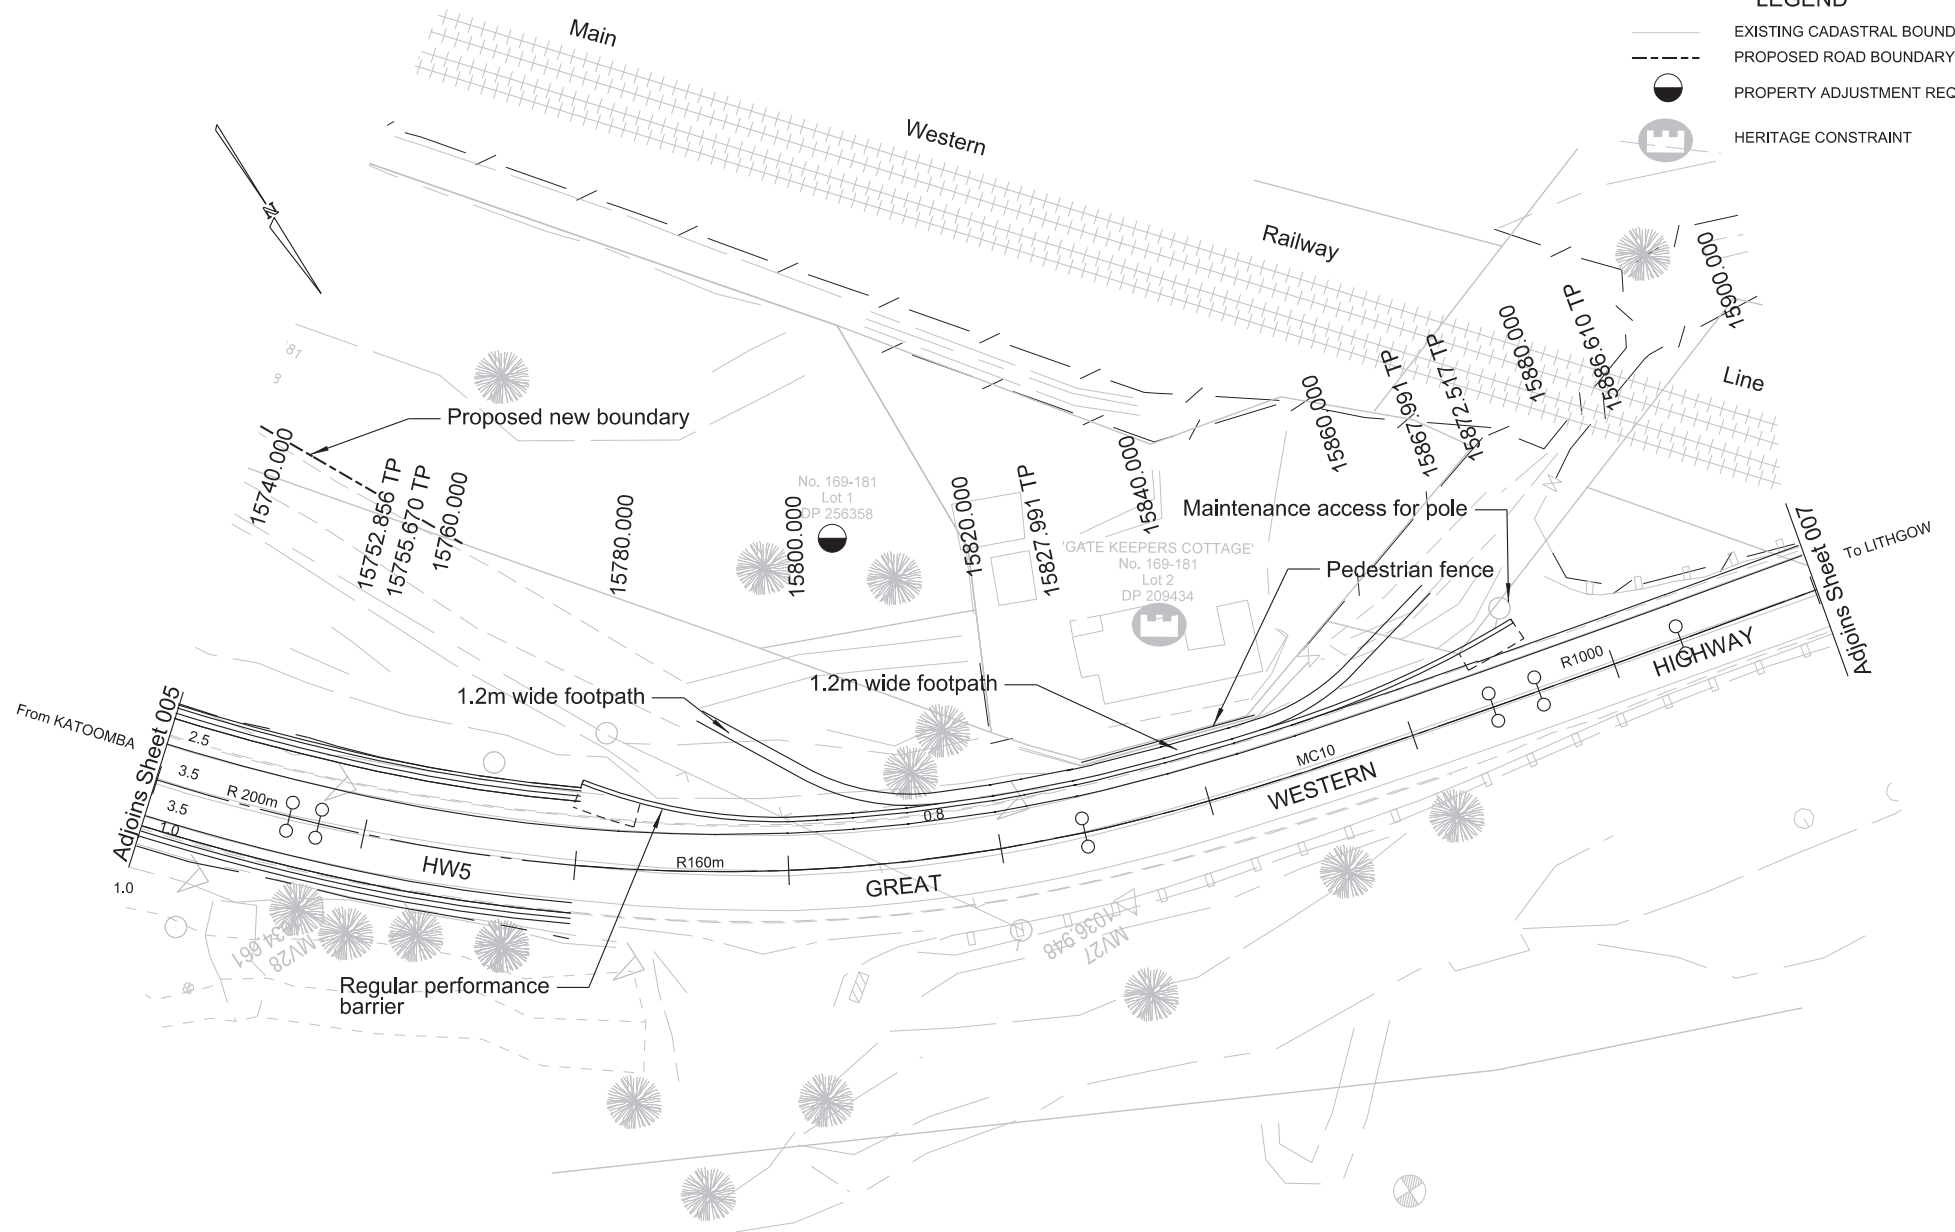 LEGEND
EXISTING CADASTRAL BOUND
PROPOSED ROAD BOUNDARY
PROPERTY ADJUSTMENT REQ
HERITAGE CONSTRAINT
Main
Western
Railway
Line
N
Proposed new boundary
15740.000
15752.856 TP
15755.670 TP
15760.000
15780.000
15800.000
15820.000
15827.991 TP
15840.000
15860.000
15867.991 TP
15872.517 TP
15880.000
15886.610 TP
15900.000
No. 169-181
Lot 1
DP 256358
'GATE KEEPERS COTTAGE'
No. 169-181
Lot 2
DP 209434
Maintenance access for pole
Pedestrian fence
1.2m wide footpath
1.2m wide footpath
Adjoins Sheet 007
To LITHGOW
From KATOOMBA
Adjoins Sheet 005
2.5
3.5
3.5
1.0
1.0
R 200m
HW5
R160m
0.8
GREAT
MC10
WESTERN
R1000
HIGHWAY
Regular performance
barrier
MV28
MV27
1036.948
81